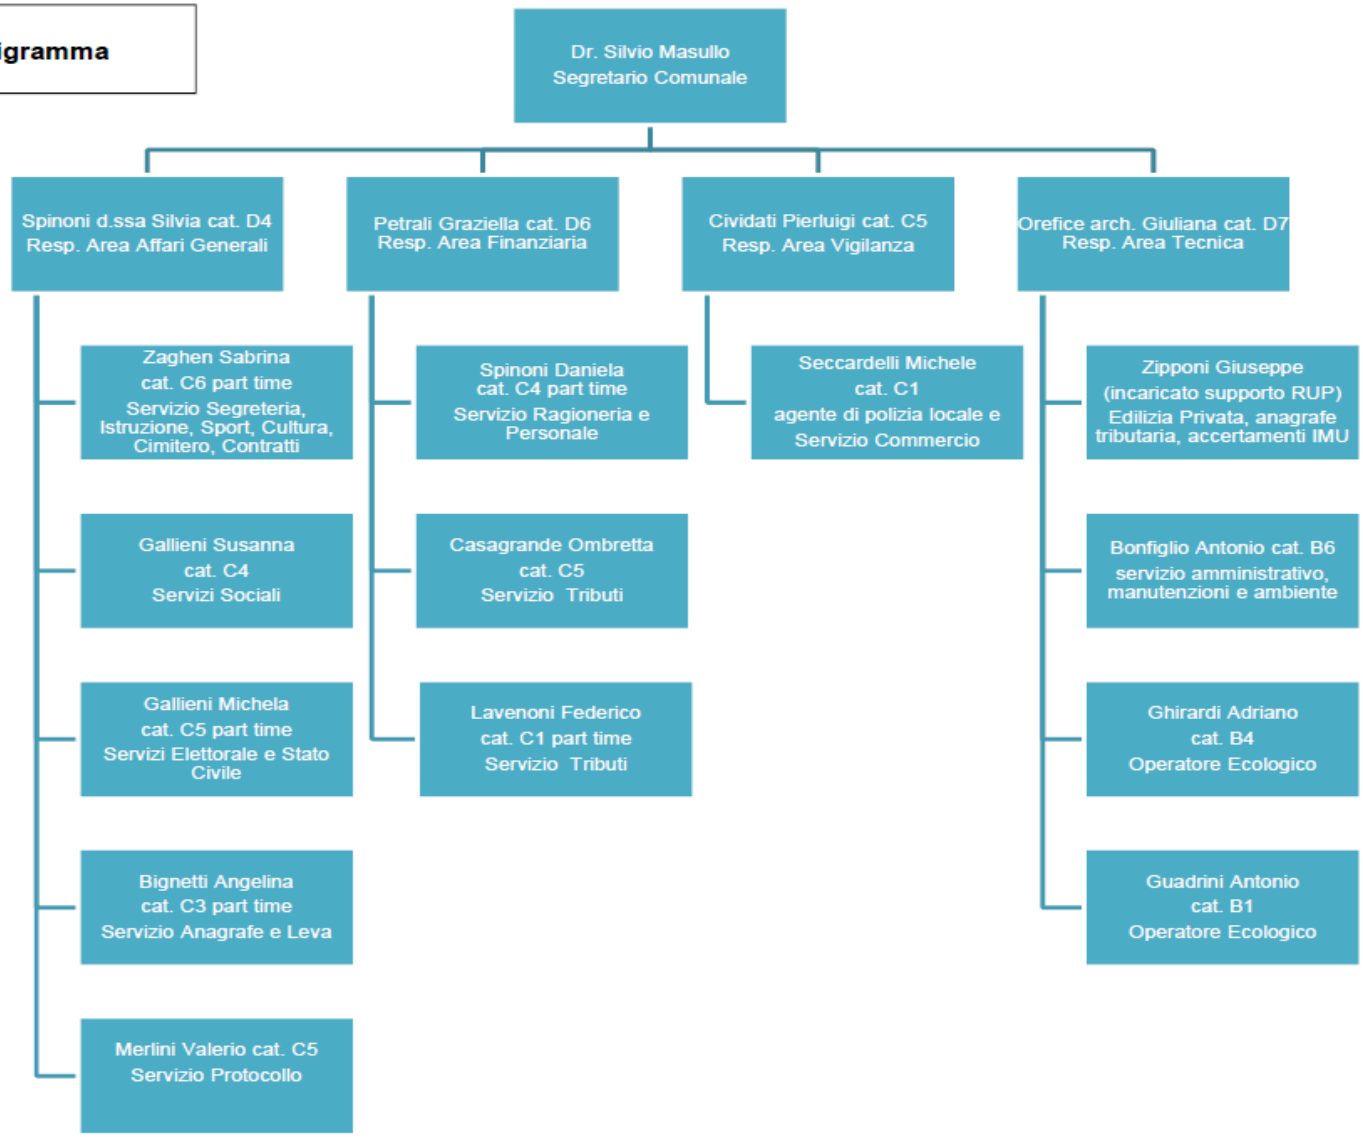 igramma
Dr. Silvio Masullo
Segretario Comunale
Spinoni d.ssa Silvia cat. D4
Resp. Area Affari Generali
Petrali Graziella cat. D6
Resp. Area Finanziaria
Cividati Pierluigi cat. C5
Resp. Area Vigilanza
Orefice arch. Giuliana cat. D7
Resp. Area Tecnica
Zaghen Sabrina
cat. C6 part time
Servizio Segreteria,
Istruzione, Sport, Cultura,
Cimitero, Contratti
Spinoni Daniela
cat. C4 part time
Servizio Ragioneria e
Personale
Seccardelli Michele
cat. C1
agente di polizia locale e
Servizio Commercio
Zipponi Giuseppe
(incaricato supporto RUP)
Edilizia Privata, anagrafe
tributaria, accertamenti IMU
Gallieni Susanna
cat. C4
Servizi Sociali
Casagrande Ombretta
cat. C5
Servizio Tributi
Bonfiglio Antonio cat. B6
servizio amministrativo,
manutenzioni e ambiente
Gallieni Michela
cat. C5 part time
Servizi Elettorale e Stato
Civile
Lavenoni Federico
cat. C1 part time
Servizio Tributi
Ghirardi Adriano
cat. B4
Operatore Ecologico
Bignetti Angelina
cat. C3 part time
Servizio Anagrafe e Leva
Guadrini Antonio
cat. B1
Operatore Ecologico
Merlini Valerio cat. C5
Servizio Protocollo